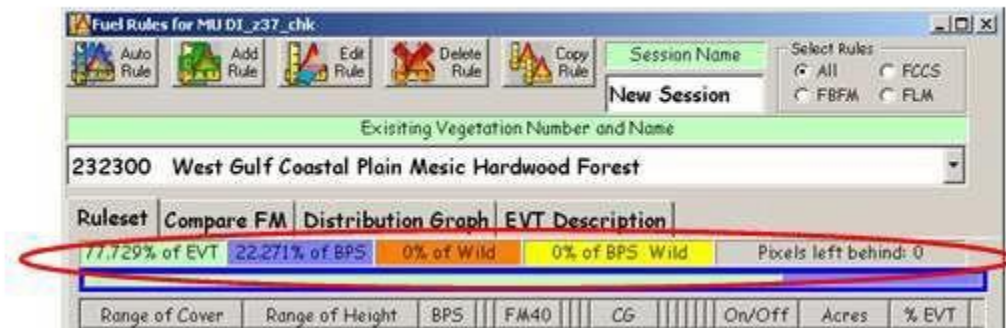 Fuel Rules for MU DI_z37_chk
Auto Rule
Add Rule
Edit Rule
Delete Rule
Copy Rule
Session Name
New Session
Select Rules
All FCCS
FBFM FLM
Exisiting Vegetation Number and Name
232300 West Gulf Coastal Plain Mesic Hardwood Forest
Ruleset Compare FM Distribution Graph EVT Description
77.729% of EVT 22.271% of BPS 0% of Wild 0% of BPS Wild Pixels left behind: 0
Range of Cover Range of Height BPS FM40 CG On/Off Acres % EVT